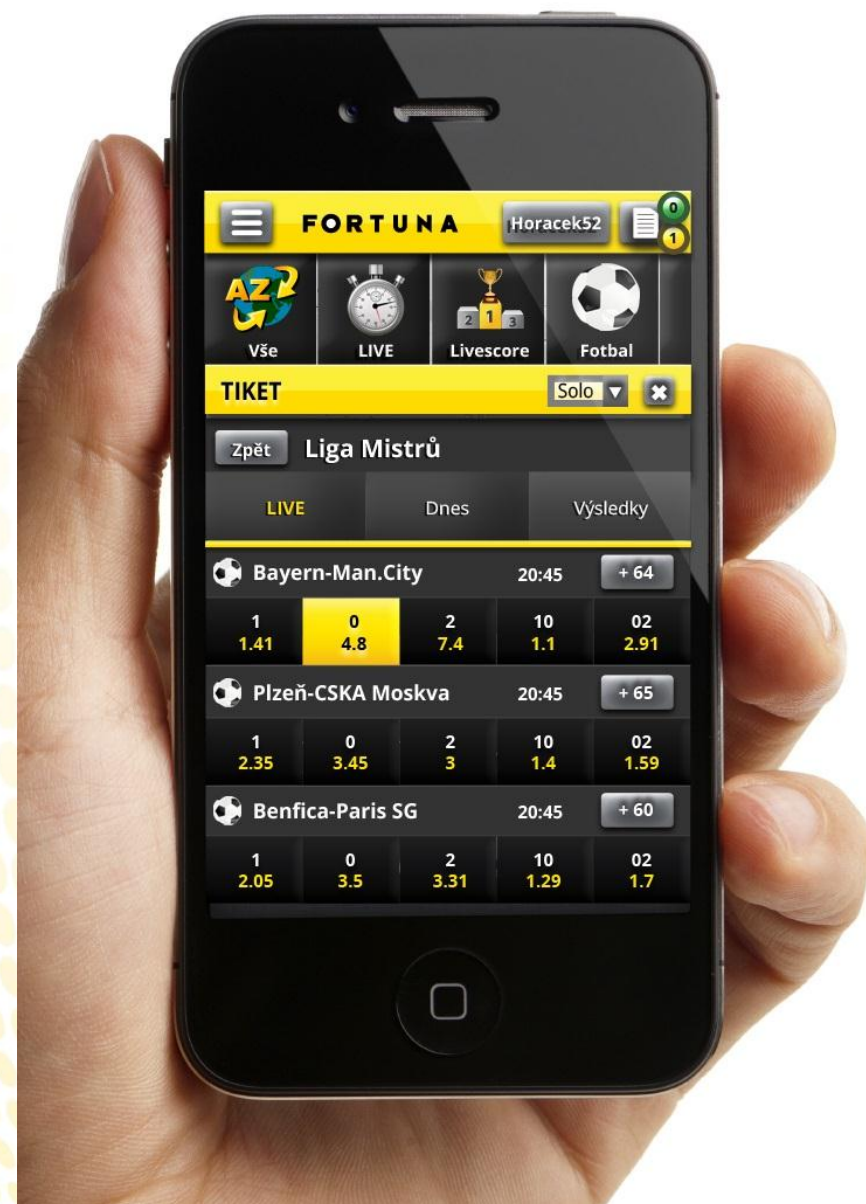 FORTUNA Horacek52 0
1
AZ 2 1 3
Vše LIVE Livescore Fotbal
TIKET Solo
Zpět Liga Mistrů
LIVE Dnes Výsledky
Bayern-Man.City 20:45 + 64
1 0 2 10 02
1.41 4.8 7.4 1.1 2.91
Plzeň-CSKA Moskva 20:45 + 65
1 0 2 10 02
2.35 3.45 3 1.4 1.59
Benfica-Paris SG 20:45 + 60
1 0 2 10 02
2.05 3.5 3.31 1.29 1.7